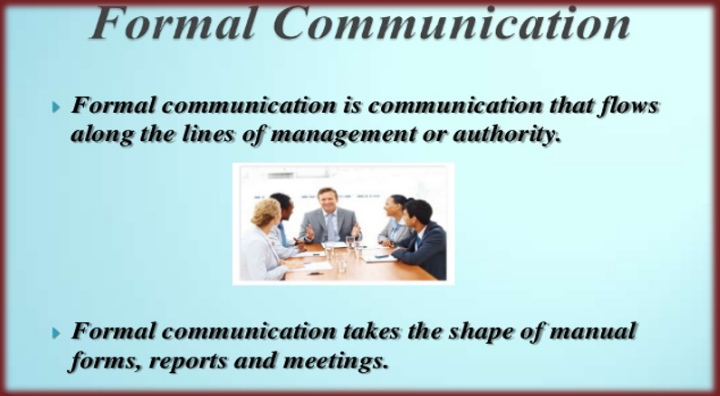 Formal Communication
Formal communication is communication that flows
along the lines of management or authority.
Formal communication takes the shape of manual
forms, reports and meetings.